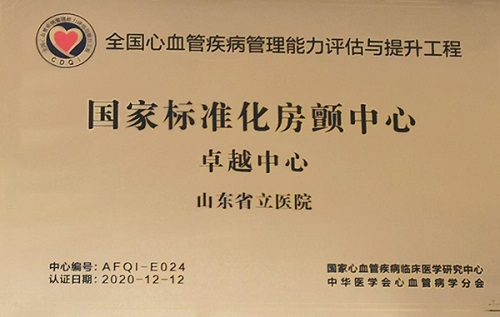 全国心血管疾病管理能力评估与提升工程
CDQI
国家标准化房颤中心
卓越中心
山东省立医院
中心编号：AFQI-E024
认证日期：2020-12-12
国家心血管疾病临床医学研究中心
中华医学会心血管病学分会